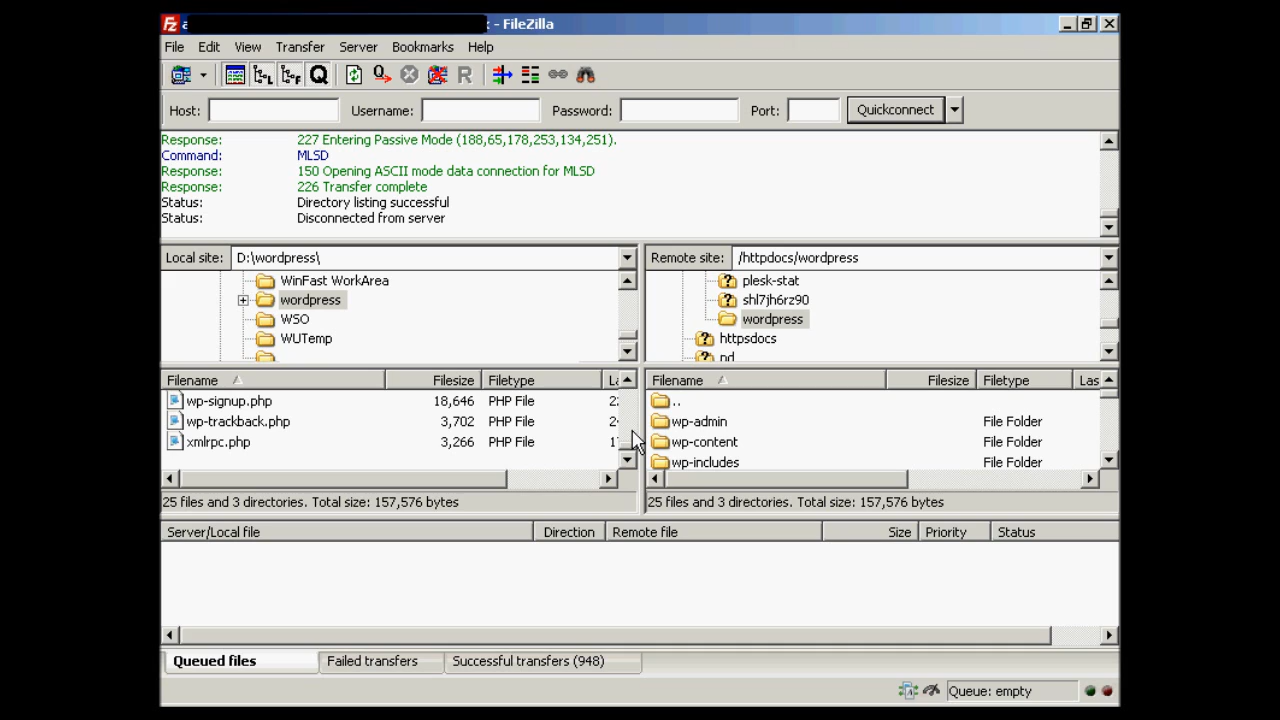 - FileZilla
File Edit View Transfer Server Bookmarks Help
Host: Username: Password: Port: Quickconnect
Response: 227 Entering Passive Mode (188,65,178,253,134,251).
Command: MLSD
Response: 150 Opening ASCII mode data connection for MLSD
Response: 226 Transfer complete
Status: Directory listing successful
Status: Disconnected from server
Local site: D:\wordpress\
WinFast WorkArea
wordpress
WSO
WUTemp
Remote site: /httpdocs/wordpress
plesk-stat
shl7jh6rz90
wordpress
httpsdocs
pd
Filename Filesize Filetype
wp-signup.php 18,646 PHP File
wp-trackback.php 3,702 PHP File
xmlrpc.php 3,266 PHP File
25 files and 3 directories. Total size: 157,576 bytes
Filename Filesize Filetype Las
..
wp-admin File Folder
wp-content File Folder
wp-includes File Folder
25 files and 3 directories. Total size: 157,576 bytes
Server/Local file Direction Remote file Size Priority Status
Queued files Failed transfers Successful transfers (948)
Queue: empty